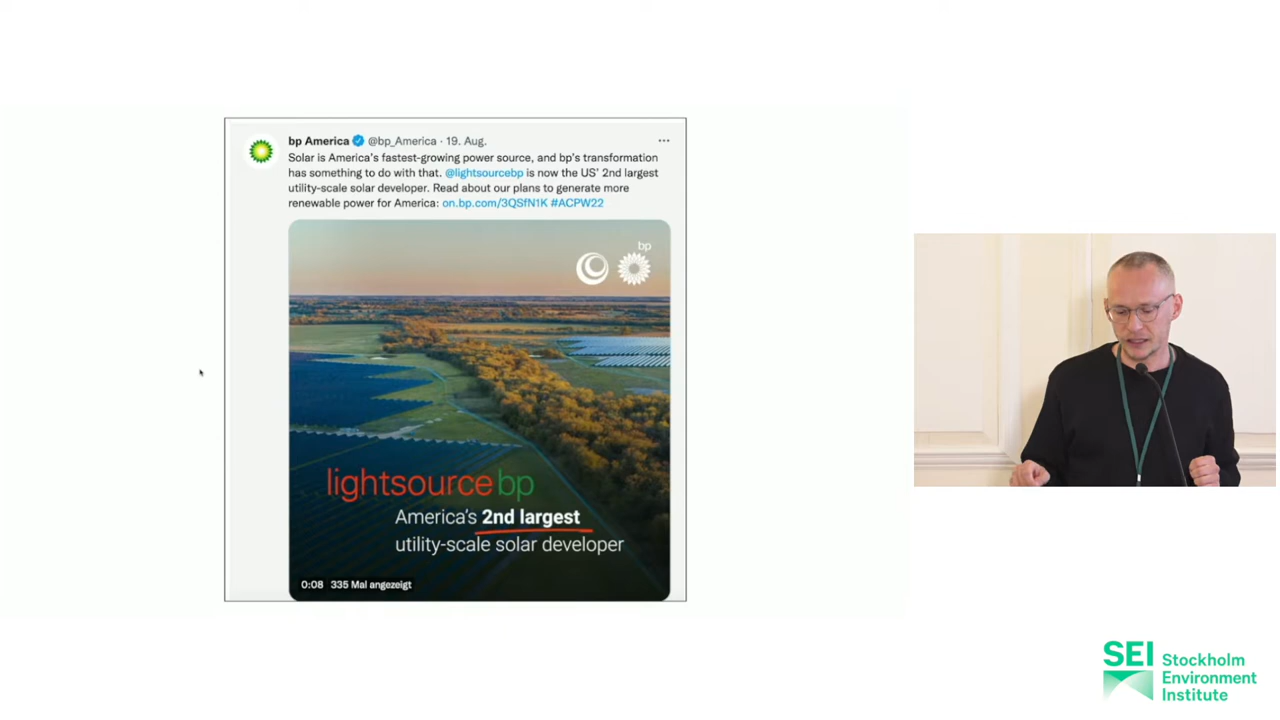 bp America @bp_America · 19. Aug.
Solar is America's fastest-growing power source, and bp's transformation
has something to do with that. @lightsourcebp is now the US' 2nd largest
utility-scale solar developer. Read about our plans to generate more
renewable power for America: on.bp.com/3QSfN1K #ACPW22
bp
lightsource bp
America's 2nd largest
utility-scale solar developer
0:08 335 Mal angezeigt
SEI Stockholm
Environment
Institute